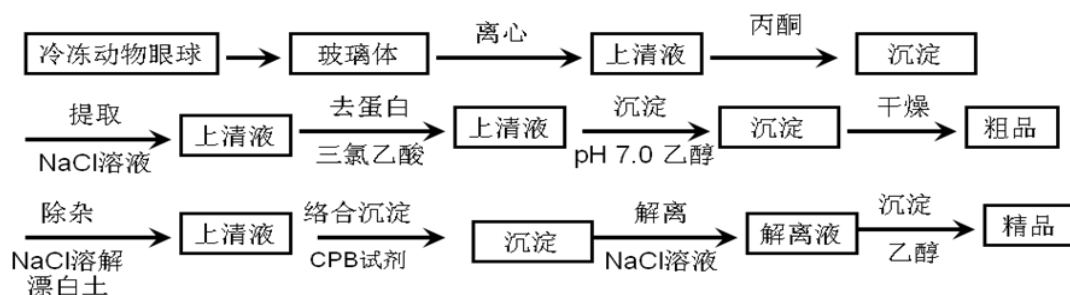 离心 丙酮
冷冻动物眼球 玻璃体 上清液 沉淀
提取 去蛋白 沉淀 干燥
上清液 上清液 沉淀 粗品
NaCl溶液 三氯乙酸 pH 7.0 乙醇
除杂 络合沉淀 解离 沉淀
上清液 沉淀 解离液 精品
NaCl溶解 CPB试剂 NaCl溶液 乙醇
漂白土